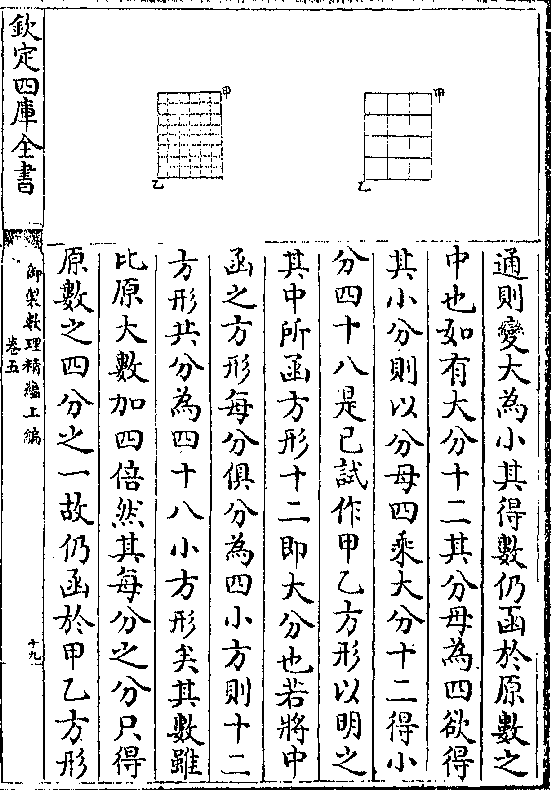 甲
乙
甲
乙
通則變大為小其得數仍函於原數之
中也如有大分十二其分母為四欲得
其小分則以分母四乘大分十二得小
分四十八是已試作甲乙方形以明之
其中所函方形十二即大分也若將中
函之方形每分俱分為四小方則十二
方形共分為四十八小方形矣其數雖
比原大數加四倍然其每分之分只得
原數之四分之一故仍函於甲乙方形
欽定四庫全書
御製數理精緼上編
卷五
十九